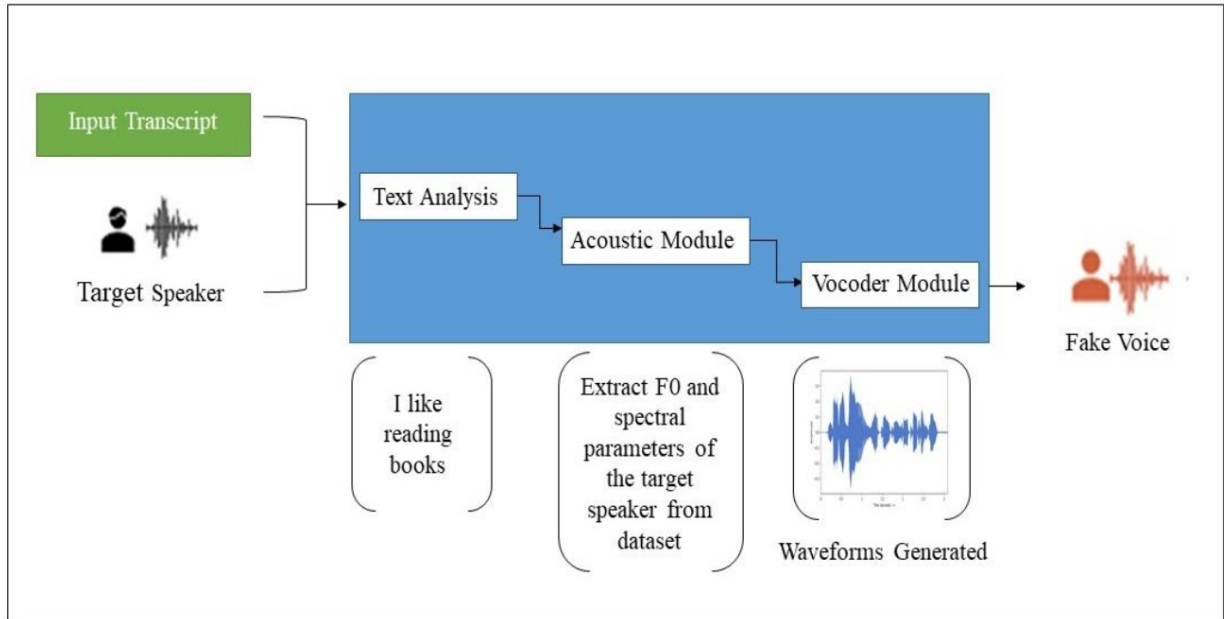 Input Transcript
Target Speaker
Text Analysis
Acoustic Module
Vocoder Module
Fake Voice
I like
reading
books
Extract F0 and
spectral
parameters of
the target
speaker from
dataset
Waveforms Generated